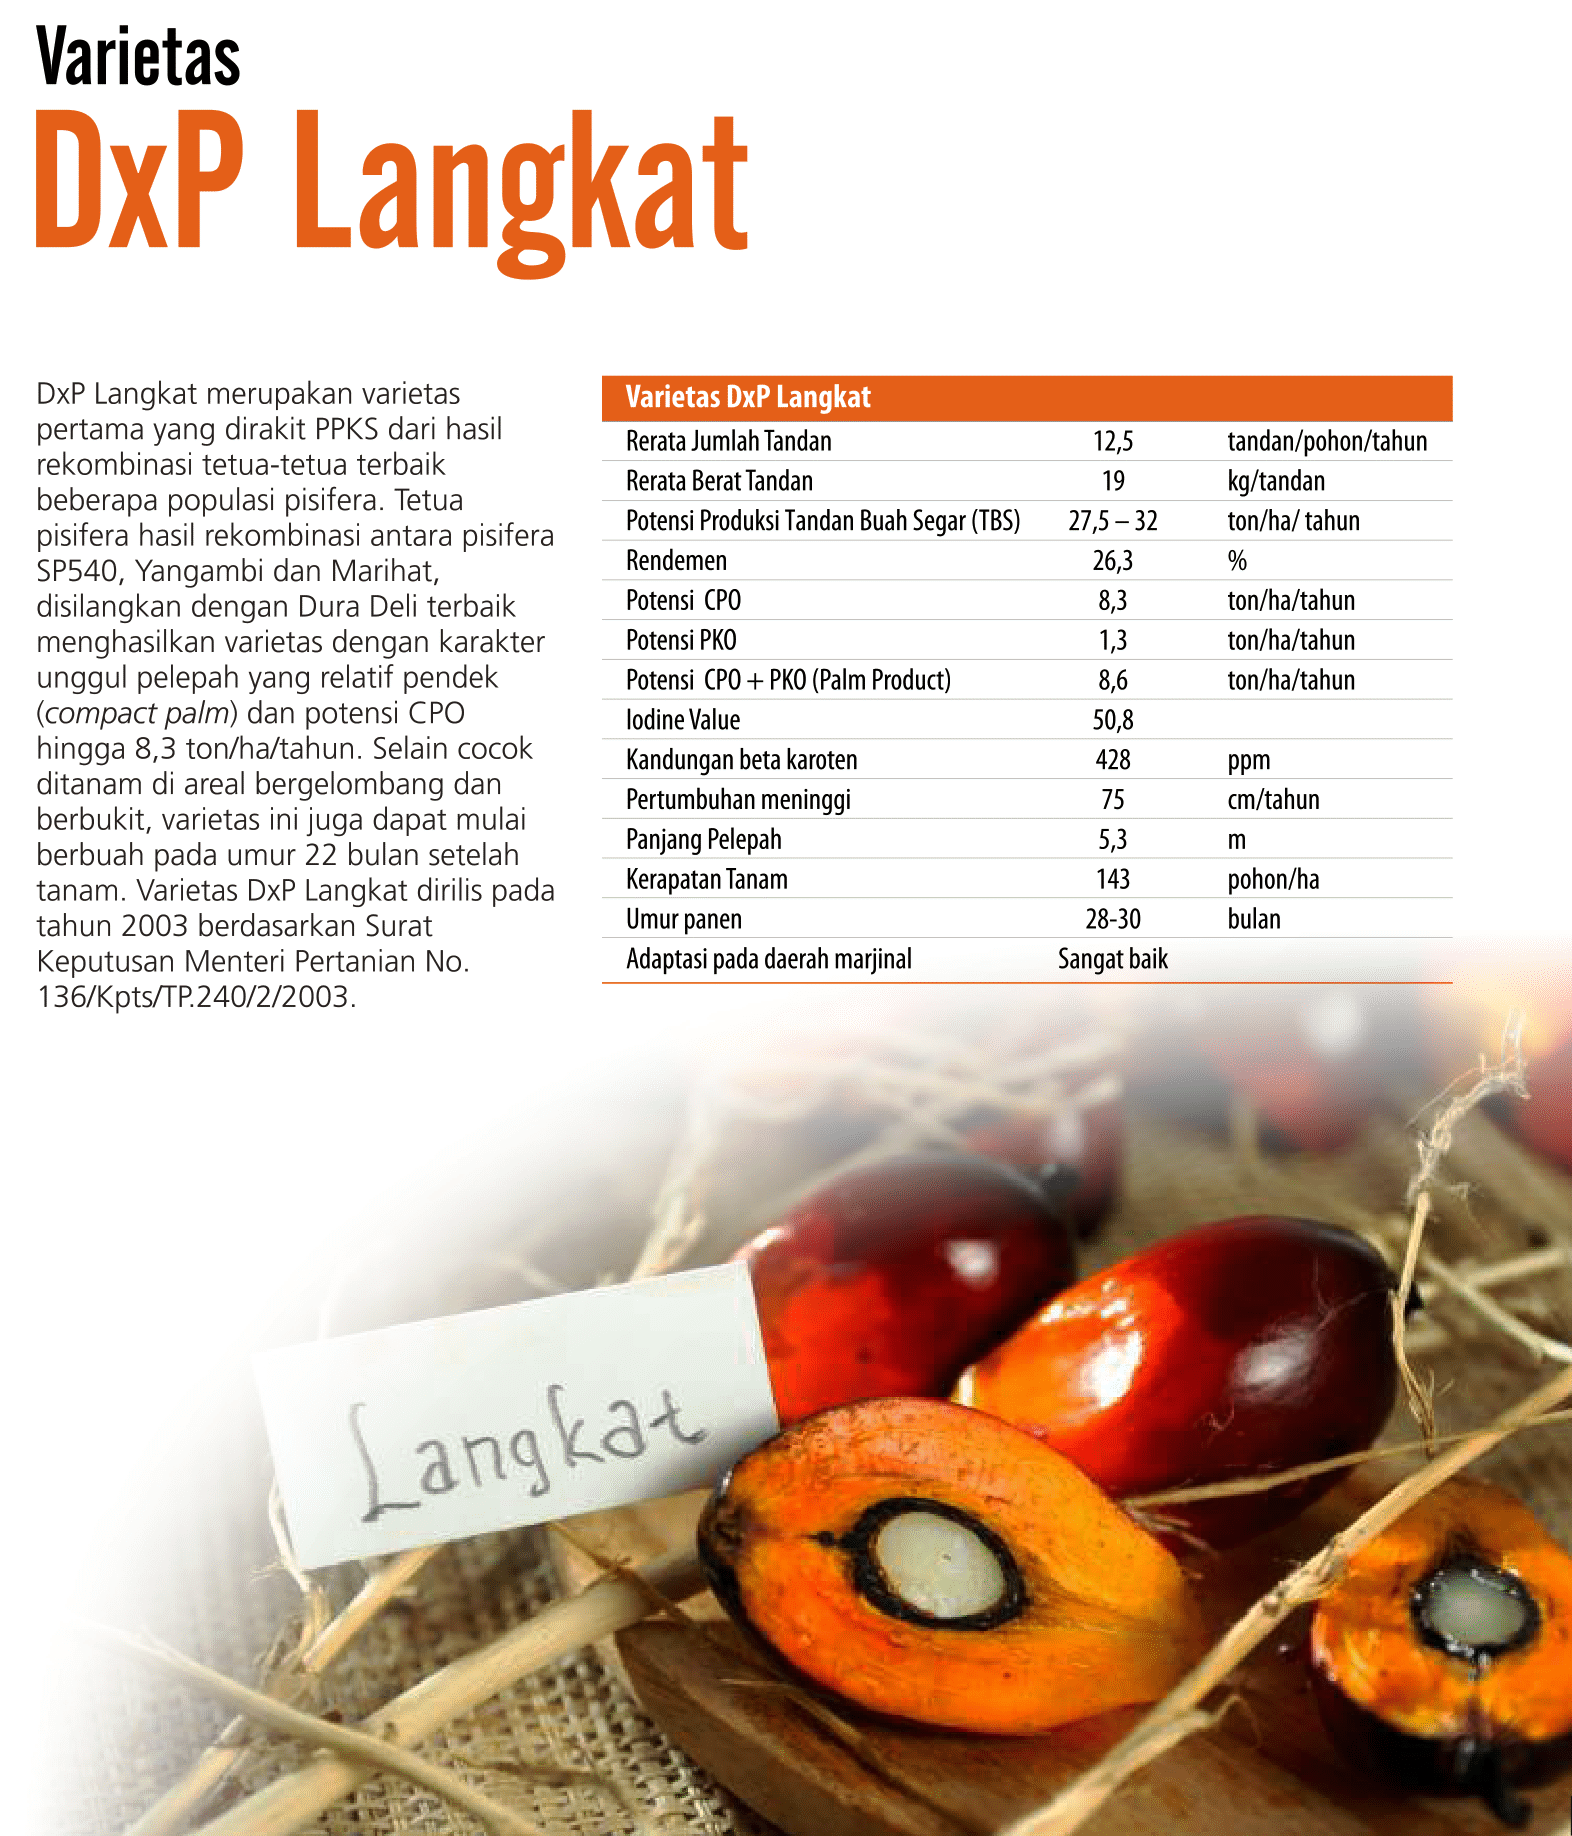 Varietas
DxP Langkat
DxP Langkat merupakan varietas
pertama yang dirakit PPKS dari hasil
rekombinasi tetua-tetua terbaik
beberapa populasi pisifera. Tetua
pisifera hasil rekombinasi antara pisifera
SP540, Yangambi dan Marihat,
disilangkan dengan Dura Deli terbaik
menghasilkan varietas dengan karakter
unggul pelepah yang relatif pendek
(compact palm) dan potensi CPO
hingga 8,3 ton/ha/tahun. Selain cocok
ditanam di areal bergelombang dan
berbukit, varietas ini juga dapat mulai
berbuah pada umur 22 bulan setelah
tanam. Varietas DxP Langkat dirilis pada
tahun 2003 berdasarkan Surat
Keputusan Menteri Pertanian No.
136/Kpts/TP.240/2/2003.
Varietas DxP Langkat
Rerata Jumlah Tandan 12,5 tandan/pohon/tahun
Rerata Berat Tandan 19 kg/tandan
Potensi Produksi Tandan Buah Segar (TBS) 27,5 – 32 ton/ha/ tahun
Rendemen 26,3 %
Potensi CPO 8,3 ton/ha/tahun
Potensi PKO 1,3 ton/ha/tahun
Potensi CPO + PKO (Palm Product) 8,6 ton/ha/tahun
Iodine Value 50,8
Kandungan beta karoten 428 ppm
Pertumbuhan meninggi 75 cm/tahun
Panjang Pelepah 5,3 m
Kerapatan Tanam 143 pohon/ha
Umur panen 28-30 bulan
Adaptasi pada daerah marjinal Sangat baik
Langkat